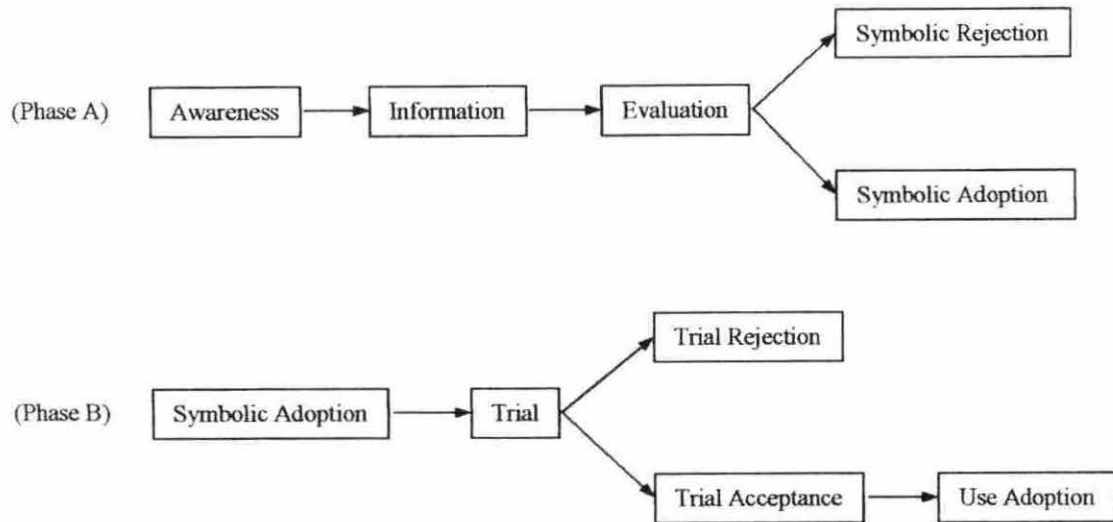 Symbolic Rejection
(Phase A)
Awareness
Information
Evaluation
Symbolic Adoption
Trial Rejection
(Phase B)
Symbolic Adoption
Trial
Trial Acceptance
Use Adoption